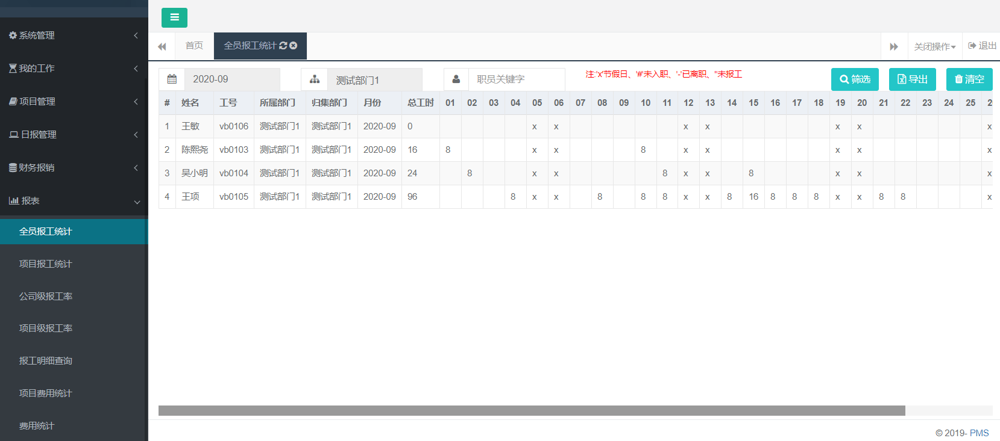 系统管理
我的工作
项目管理
日报管理
财务报销
报表
全员报工统计
项目报工统计
公司级报工率
项目级报工率
报工明细查询
项目费用统计
费用统计
首页 全员报工统计 关闭操作 退出
2020-09 测试部门1 职员关键字 注:'x'节假日、'#'未入职、'-'已离职、''未报工 筛选 导出 清空
# 姓名 工号 所属部门 归集部门 月份 总工时 01 02 03 04 05 06 07 08 09 10 11 12 13 14 15 16 17 18 19 20 21 22 23 24 25
1 王敏 vb0106 测试部门1 测试部门1 2020-09 0 x x x x x x x
2 陈熙尧 vb0103 测试部门1 测试部门1 2020-09 16 8 x x 8 x x x x x
3 吴小明 vb0104 测试部门1 测试部门1 2020-09 24 8 x x 8 x x 8 x x x
4 王项 vb0105 测试部门1 测试部门1 2020-09 96 8 x x 8 8 8 x x 8 16 8 8 8 x x 8 8 x
© 2019- PMS